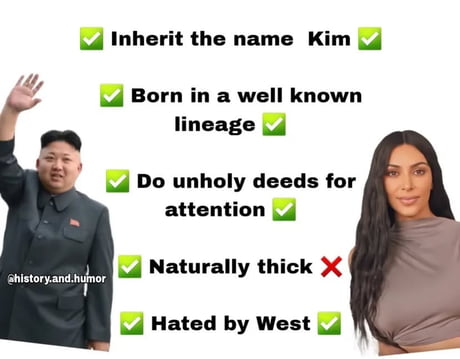 ✅ Inherit the name Kim ✅
✅ Born in a well known
lineage ✅
✅ Do unholy deeds for
attention ✅
✅ Naturally thick ❌
@history.and.humor
✅ Hated by West ✅